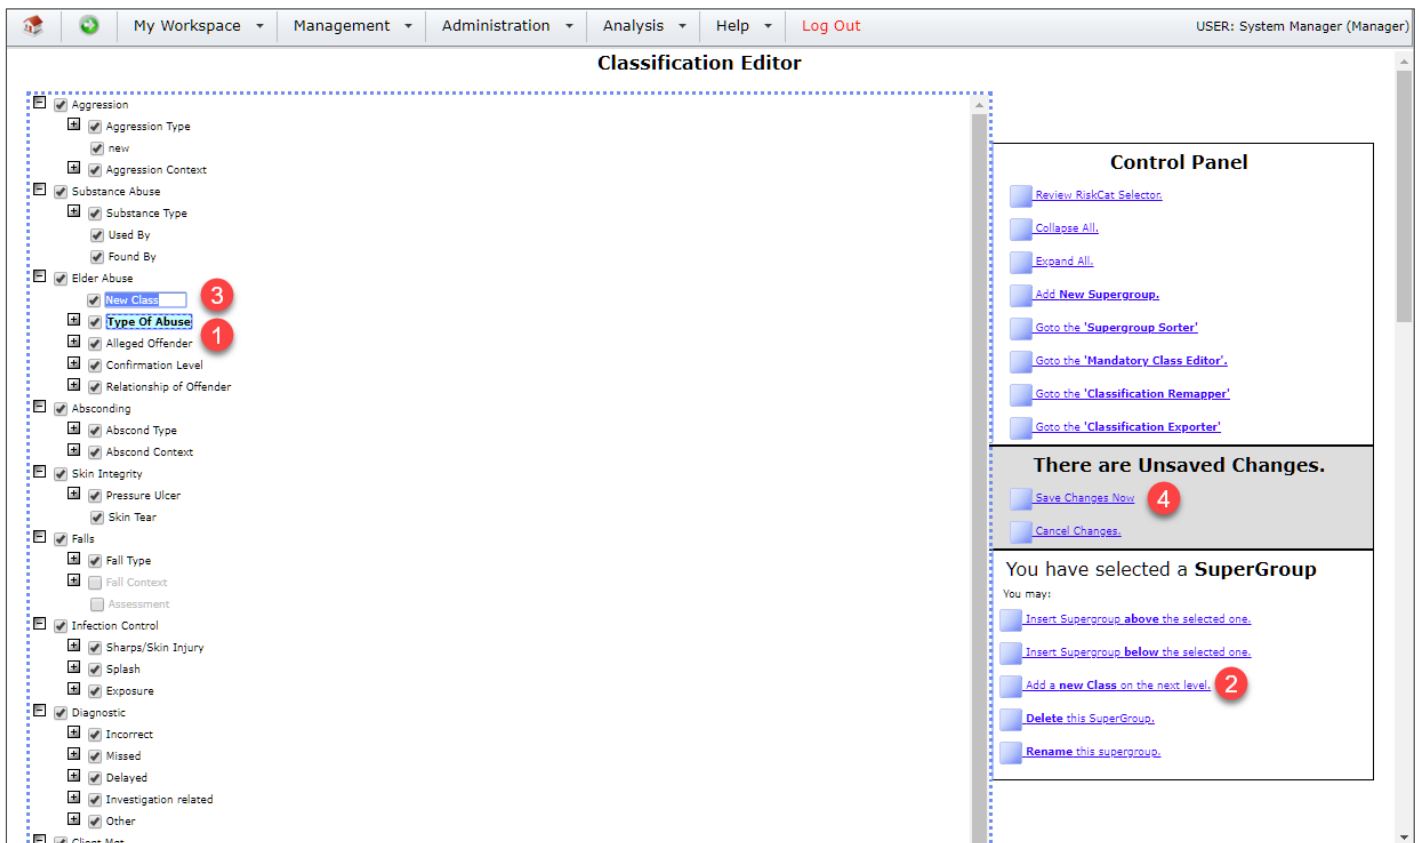 My Workspace
Management
Administration
Analysis
Help
Log Out
USER: System Manager (Manager)
Classification Editor
Aggression
Aggression Type
new
Aggression Context
Substance Abuse
Substance Type
Used By
Found By
Elder Abuse
New Class
3
Type Of Abuse
1
Alleged Offender
Confirmation Level
Relationship of Offender
Absconding
Abscond Type
Abscond Context
Skin Integrity
Pressure Ulcer
Skin Tear
Falls
Fall Type
Fall Context
Assessment
Infection Control
Sharps/Skin Injury
Splash
Exposure
Diagnostic
Incorrect
Missed
Delayed
Investigation related
Other
Client Mgt
Control Panel
Review RiskCat Selector.
Collapse All.
Expand All.
Add New Supergroup.
Goto the 'Supergroup Sorter'
Goto the 'Mandatory Class Editor'.
Goto the 'Classification Remapper'
Goto the 'Classification Exporter'
There are Unsaved Changes.
Save Changes Now
4
Cancel Changes.
You have selected a SuperGroup
You may:
Insert Supergroup above the selected one.
Insert Supergroup below the selected one.
Add a new Class on the next level.
2
Delete this SuperGroup.
Rename this supergroup.